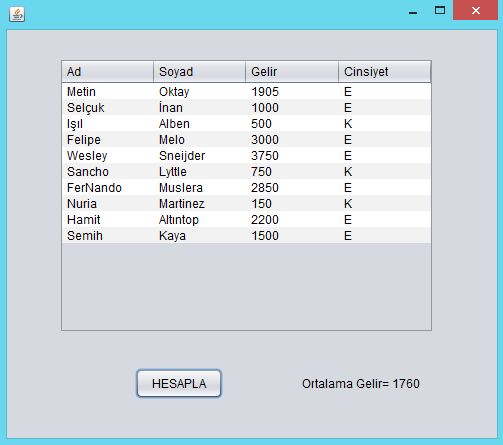 Ad Soyad Gelir Cinsiyet
Metin Oktay 1905 E
Selçuk İnan 1000 E
Işıl Alben 500 K
Felipe Melo 3000 E
Wesley Sneijder 3750 E
Sancho Lyttle 750 K
FerNando Muslera 2850 E
Nuria Martinez 150 K
Hamit Altıntop 2200 E
Semih Kaya 1500 E
HESAPLA Ortalama Gelir= 1760